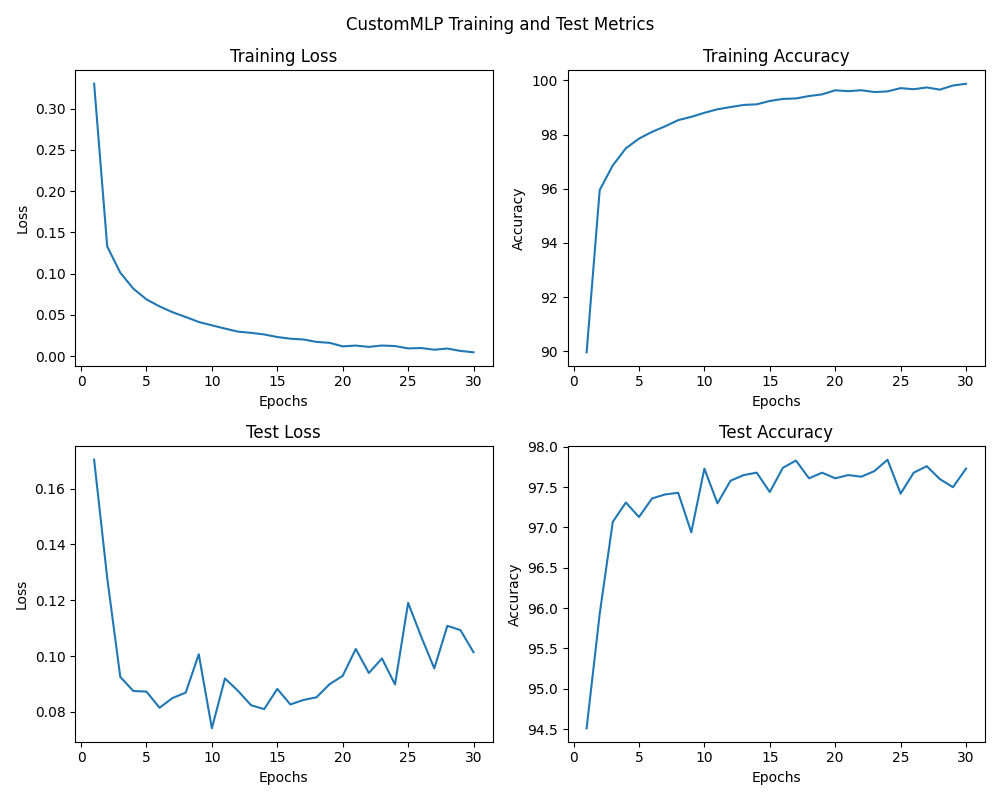 CustomMLP Training and Test Metrics
Training Loss
Loss
0.30
0.25
0.20
0.15
0.10
0.05
0.00
0 5 10 15 20 25 30
Epochs
Training Accuracy
Accuracy
100
98
96
94
92
90
0 5 10 15 20 25 30
Epochs
Test Loss
Loss
0.16
0.14
0.12
0.10
0.08
0 5 10 15 20 25 30
Epochs
Test Accuracy
Accuracy
98.0
97.5
97.0
96.5
96.0
95.5
95.0
94.5
0 5 10 15 20 25 30
Epochs